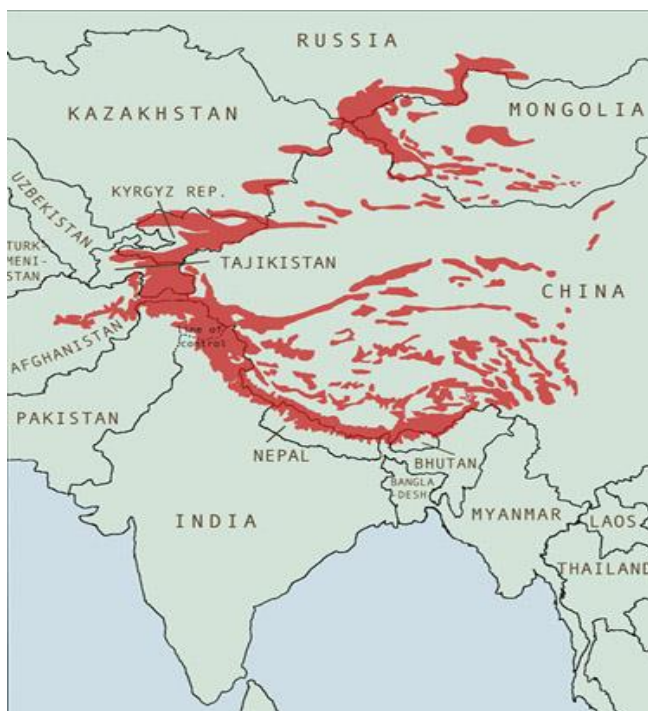 RUSSIA
KAZAKHSTAN
MONGOLIA
UZBEKISTAN
KYRGYZ REP.
TURK
MENI-
STAN
TAJIKISTAN
CHINA
AFGHANISTAN
Line of
control
PAKISTAN
NEPAL
BHUTAN
BANGLA
-DESH
INDIA
MYANMAR
LAOS
THAILAND